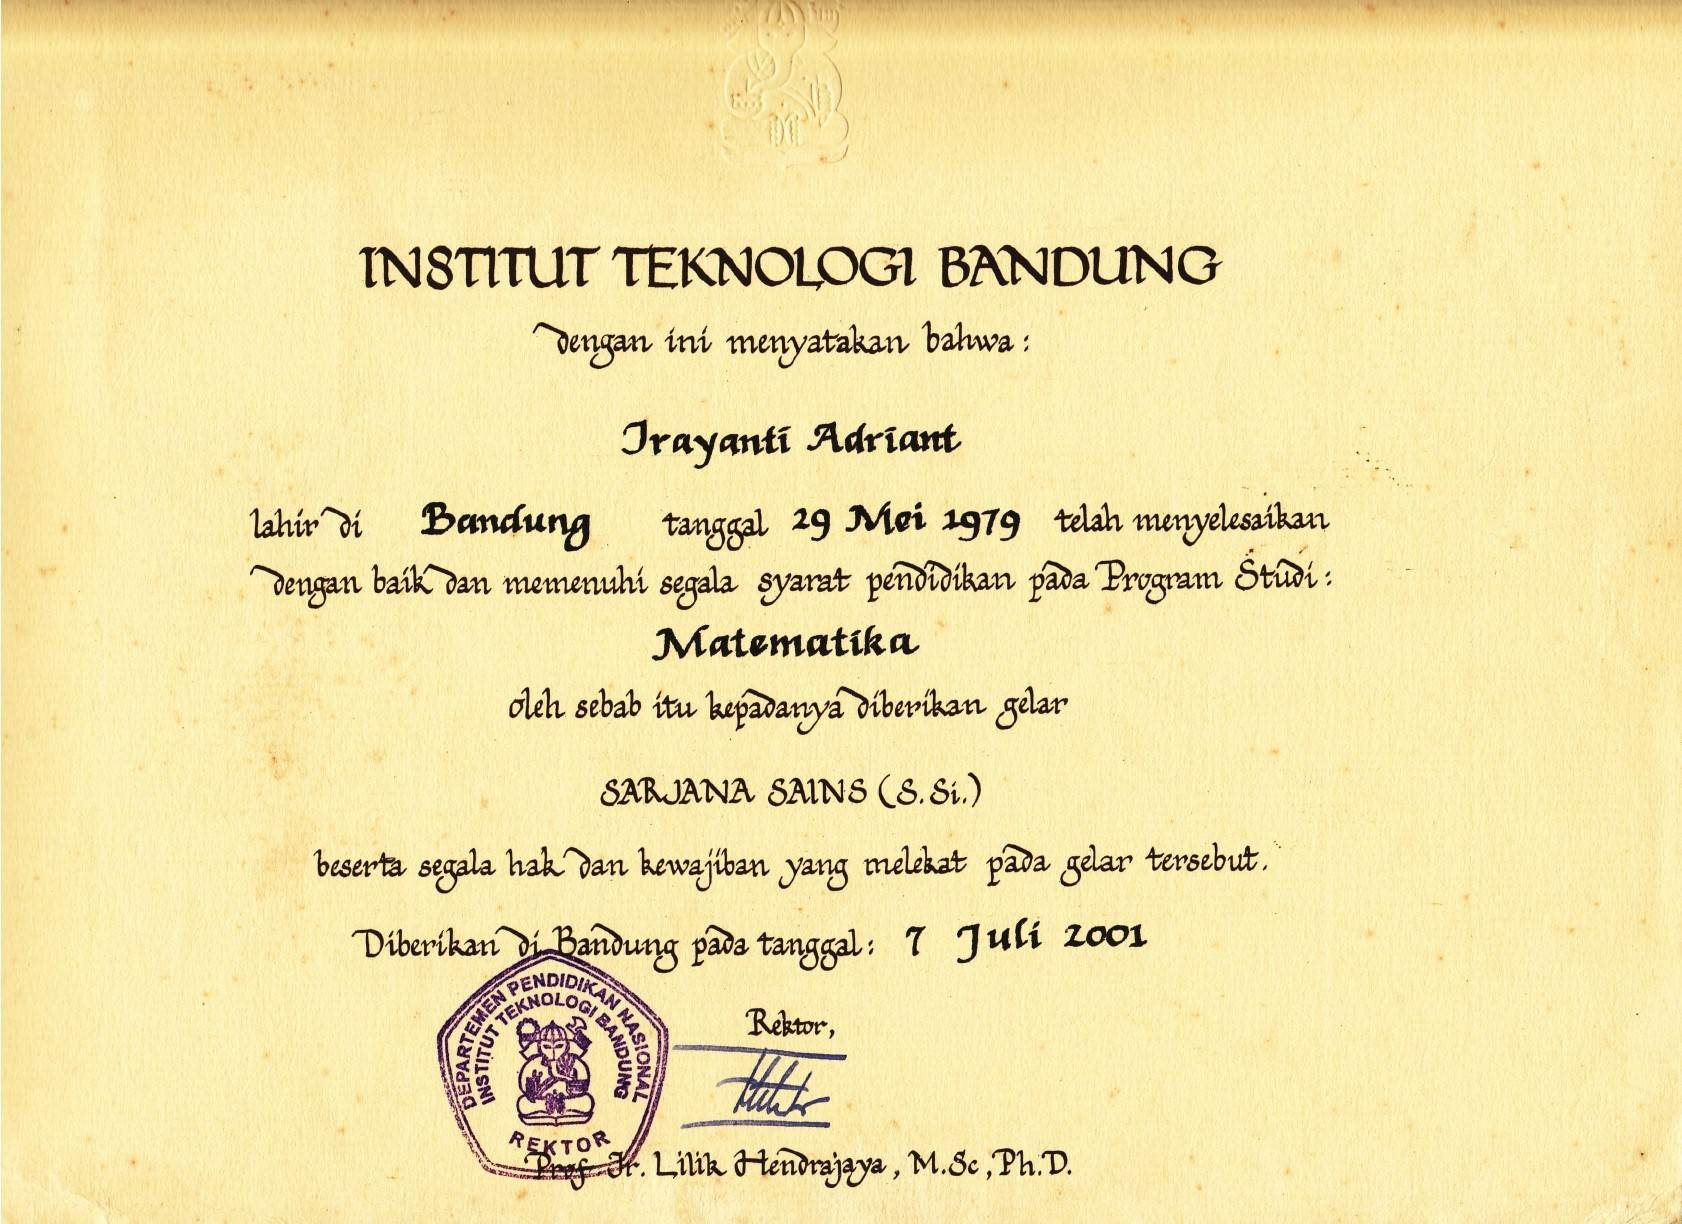 INSTITUT TEKNOLOGI BANDUNG
dengan ini menyatakan bahwa :
Irayanti Adriant
lahir di Bandung tanggal 29 Mei 1979 telah menyelesaikan
dengan baik dan memenuhi segala syarat pendidikan pada Program Studi :
Matematika
oleh sebab itu kepadanya diberikan gelar
SARJANA SAINS (S.Si.)
beserta segala hak dan kewajiban yang melekat pada gelar tersebut.
Diberikan di Bandung pada tanggal : 7 Juli 2001
DEPARTEMEN PENDIDIKAN NASIONAL
INSTITUT TEKNOLOGI BANDUNG
REKTOR
Rektor,
Prof. Ir. Lilik Hendrajaya, M.Sc, Ph.D.